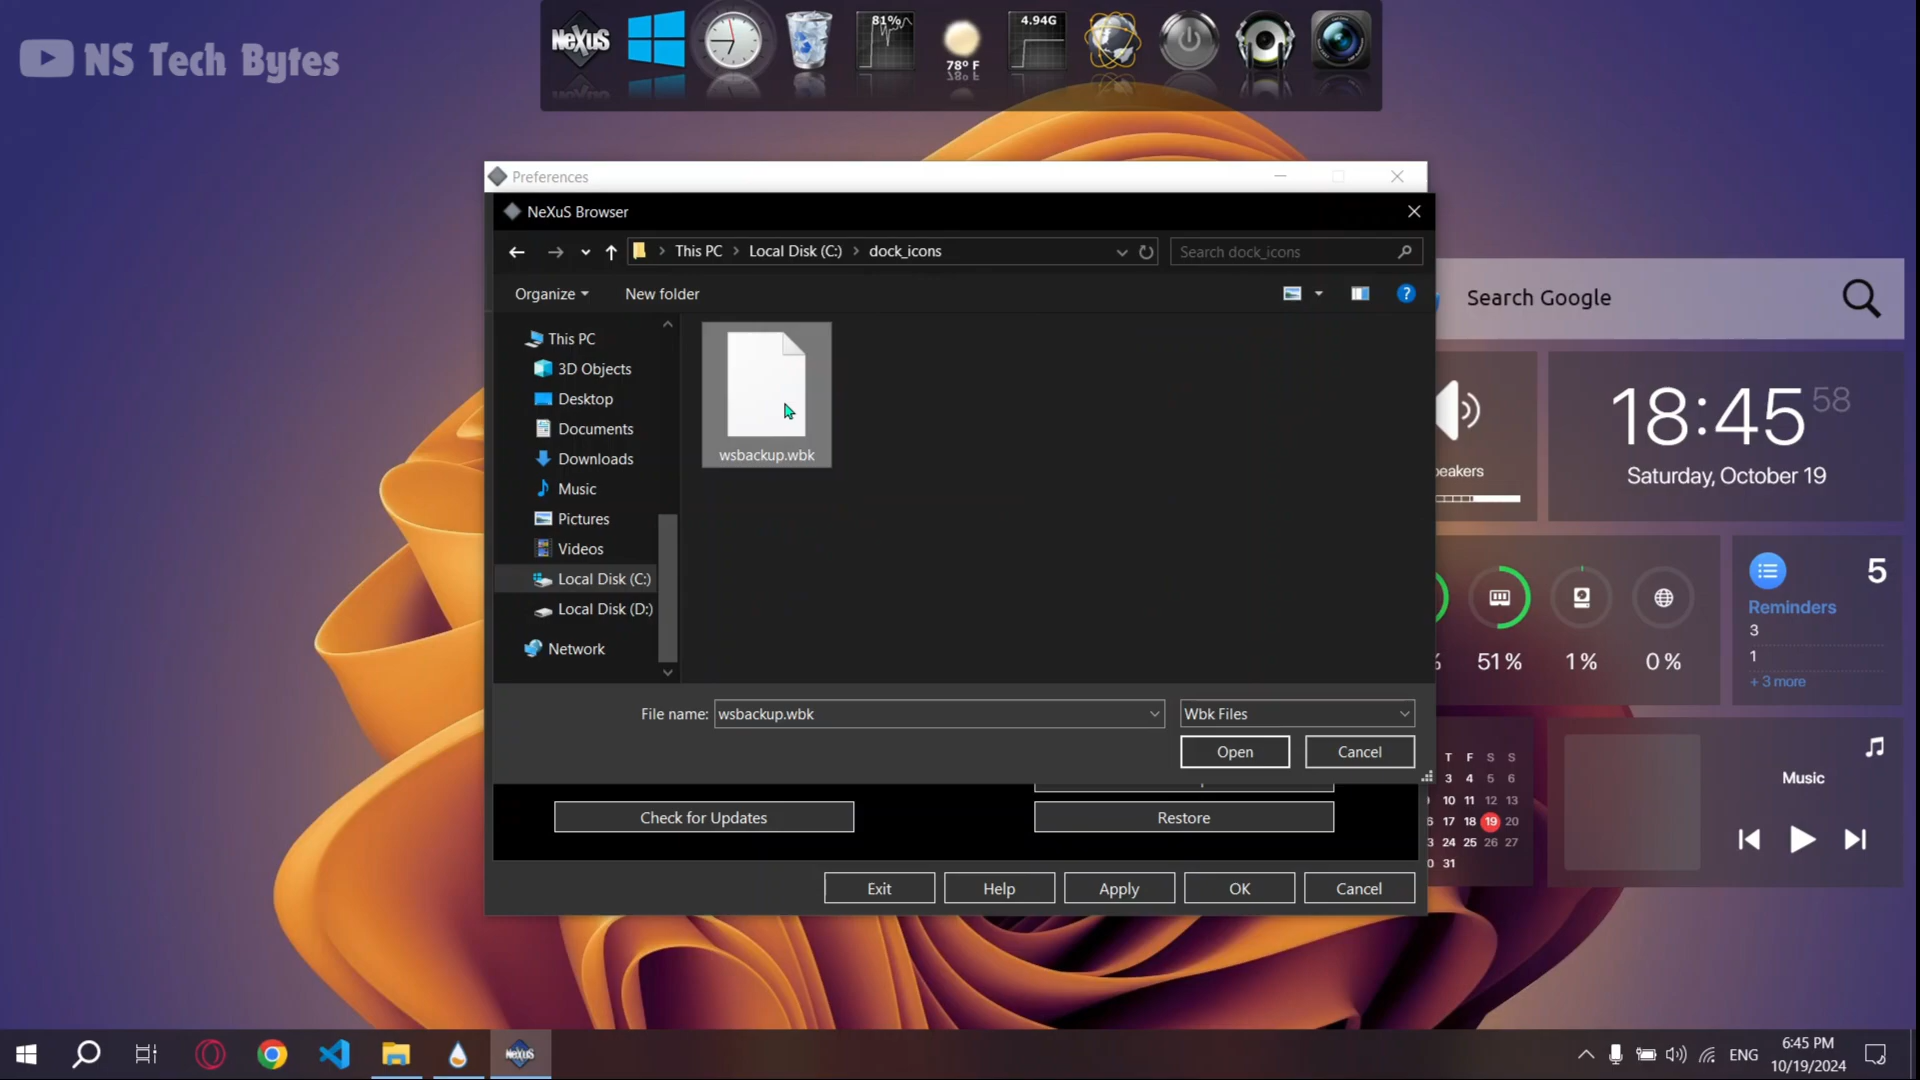 NS Tech Bytes
NeXuS
81%
78° F
4.94G
Preferences
NeXuS Browser
This PC
Local Disk (C:)
dock_icons
Search dock_icons
Organize
New folder
?
This PC
3D Objects
Desktop
Documents
Downloads
Music
Pictures
Videos
Local Disk (C:)
Local Disk (D:)
Network
wsbackup.wbk
File name:
wsbackup.wbk
Wbk Files
Open
Cancel
Check for Updates
Restore
Exit
Help
Apply
OK
Cancel
Search Google
peakers
18:45
58
Saturday, October 19
51%
1%
0%
5
Reminders
3
1
+ 3 more
T F S S
3 4 5 6
10 11 12 13
18 19 20
24 25 26 27
31
Music
NeXuS
ENG
6:45 PM
10/19/2024